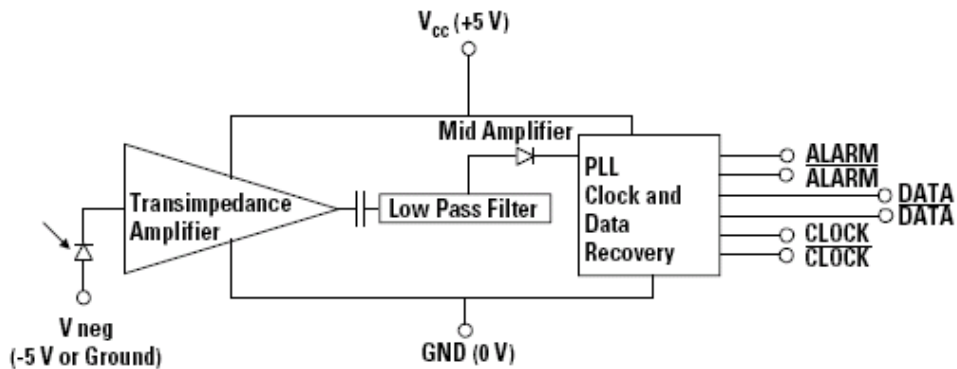 Vcc (+5 V)
Mid Amplifier
Transimpedance
Amplifier
Low Pass Filter
PLL
Clock and
Data
Recovery
ALARM
ALARM
DATA
DATA
CLOCK
CLOCK
V neg
(-5 V or Ground)
GND (0 V)